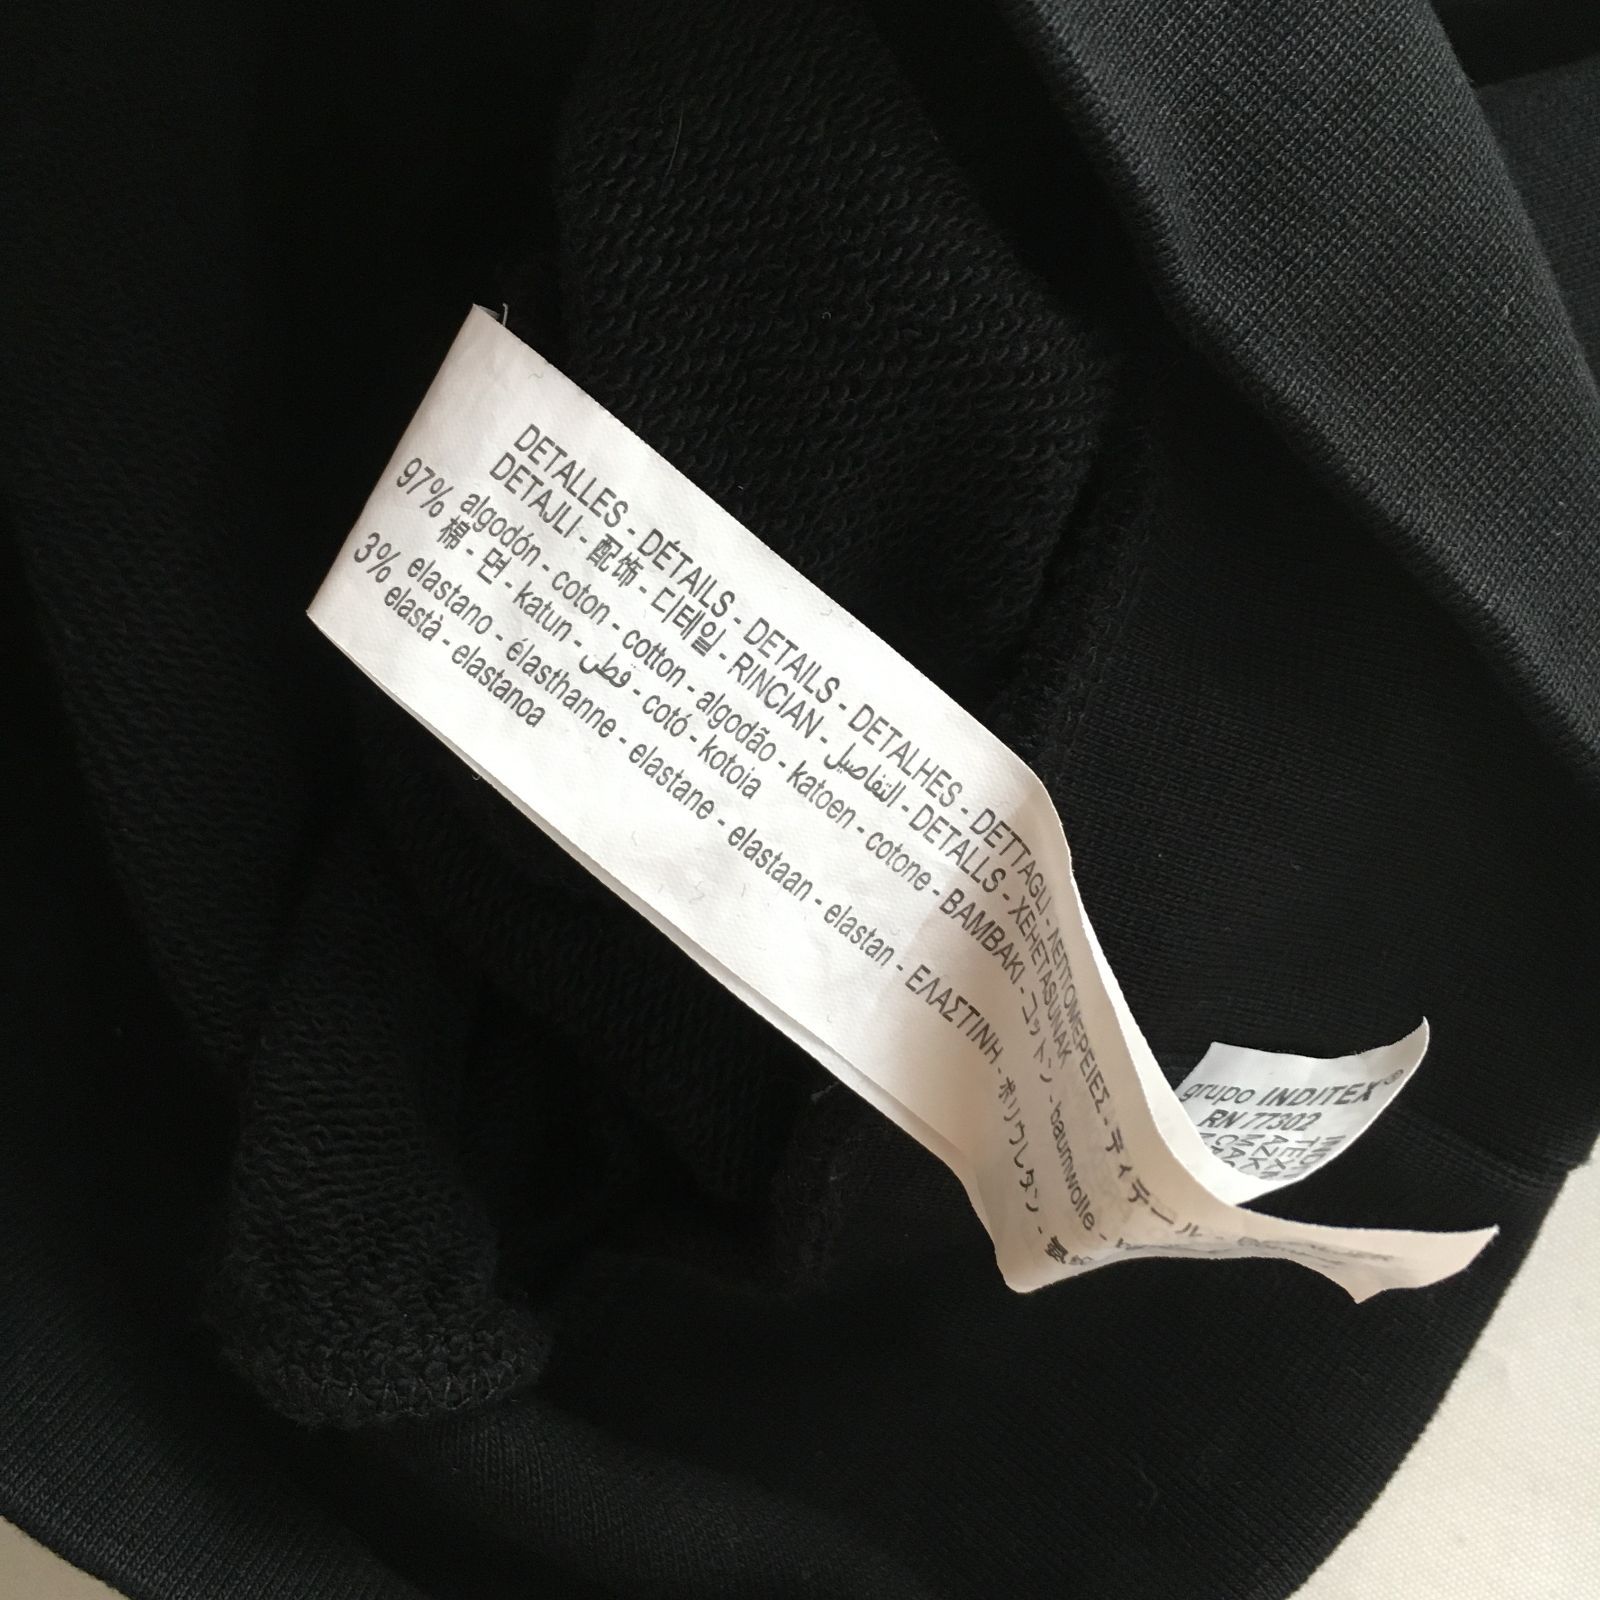 DETALLES - DÉTAILS - DETAILS - DETALHES - DETTAGLI - ΛΕΠΤΟΜΕΡΕΙΕΣ - ディテール -
DETAJLI - 配饰 - 디테일 - RINCIAN - التفاصيل - DETALLS - XEHETASUNAK
97% algodón - coton - cotton - algodão - katoen - cotone - ΒΑΜΒΑΚΙ - コットン - baumwolle -
棉 - 면 - katun - قطن - cotó - kotoia
3% elastano - élasthanne - elastane - elastaan - elastan - ΕΛΑΣΤΙΝΗ - ポリウレタン -
elastà - elastanoa
grupo INDITEX®
RN 77302